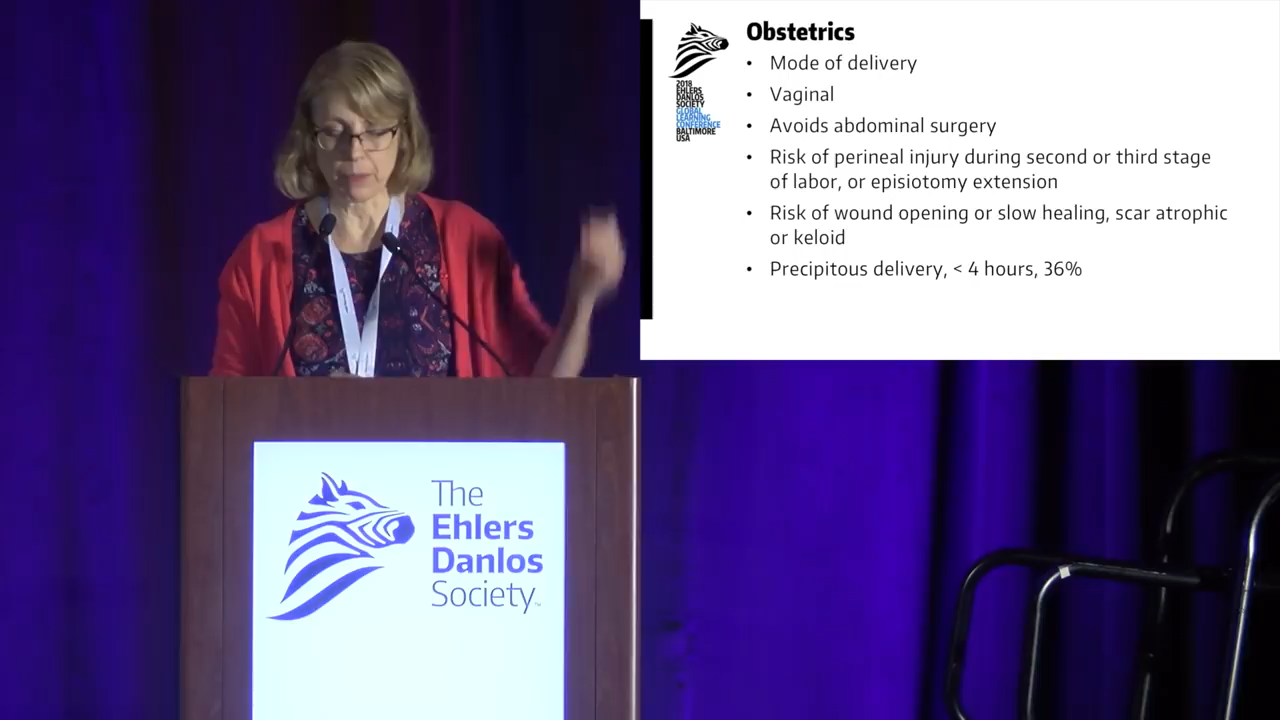 Obstetrics
• Mode of delivery
• Vaginal
• Avoids abdominal surgery
• Risk of perineal injury during second or third stage
of labor, or episiotomy extension
• Risk of wound opening or slow healing, scar atrophic
or keloid
• Precipitous delivery, < 4 hours, 36%
2018
EHLERS
DANLOS
SOCIETY
GLOBAL
LEARNING
CONFERENCE
BALTIMORE
USA
The
Ehlers
Danlos
Society™